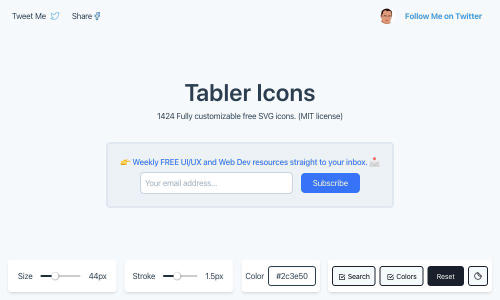 Tweet Me
Share
Follow Me on Twitter
Tabler Icons
1424 Fully customizable free SVG icons. (MIT license)
👉 Weekly FREE UI/UX and Web Dev resources straight to your inbox. 📩
Your email address...
Subscribe
Size 44px
Stroke 1.5px
Color #2c3e50
Search
Colors
Reset